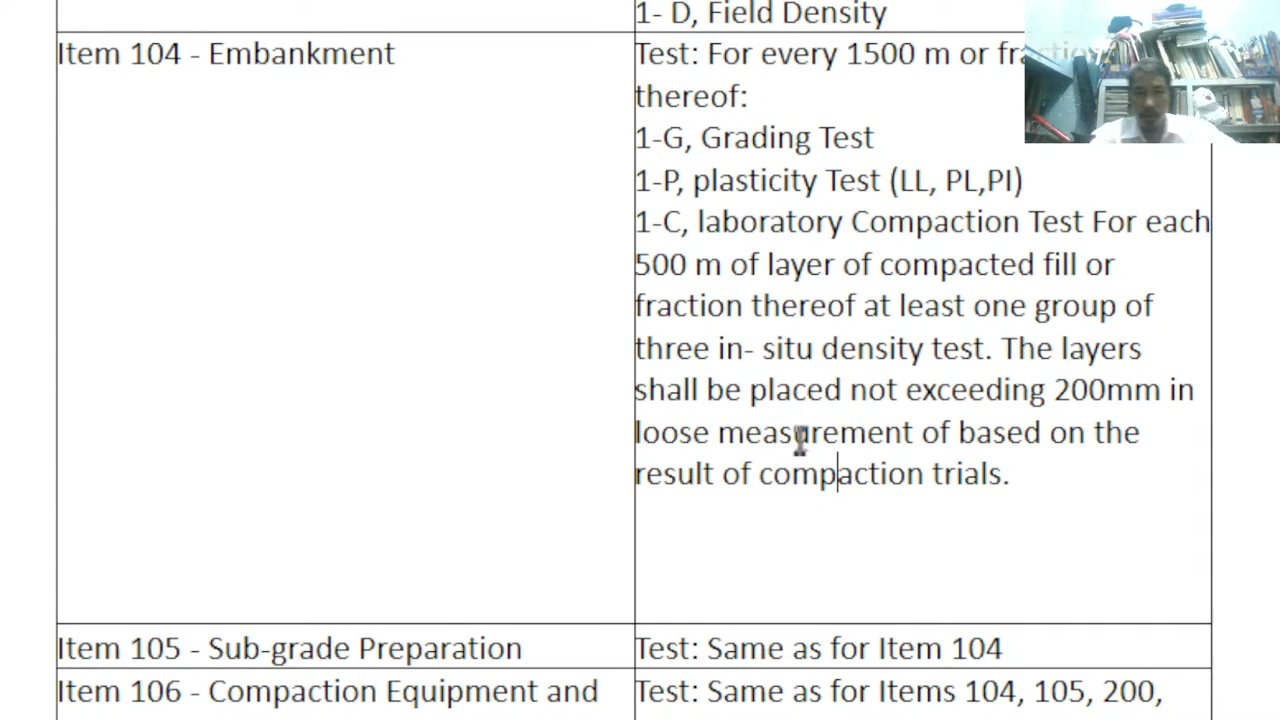 1- D, Field Density
Item 104 - Embankment
Test: For every 1500 m or
thereof:
1-G, Grading Test
1-P, plasticity Test (LL, PL,PI)
1-C, laboratory Compaction Test For each
500 m of layer of compacted fill or
fraction thereof at least one group of
three in- situ density test. The layers
shall be placed not exceeding 200mm in
loose measurement of based on the
result of compaction trials.
Item 105 - Sub-grade Preparation
Test: Same as for Item 104
Item 106 - Compaction Equipment and
Test: Same as for Items 104, 105, 200,